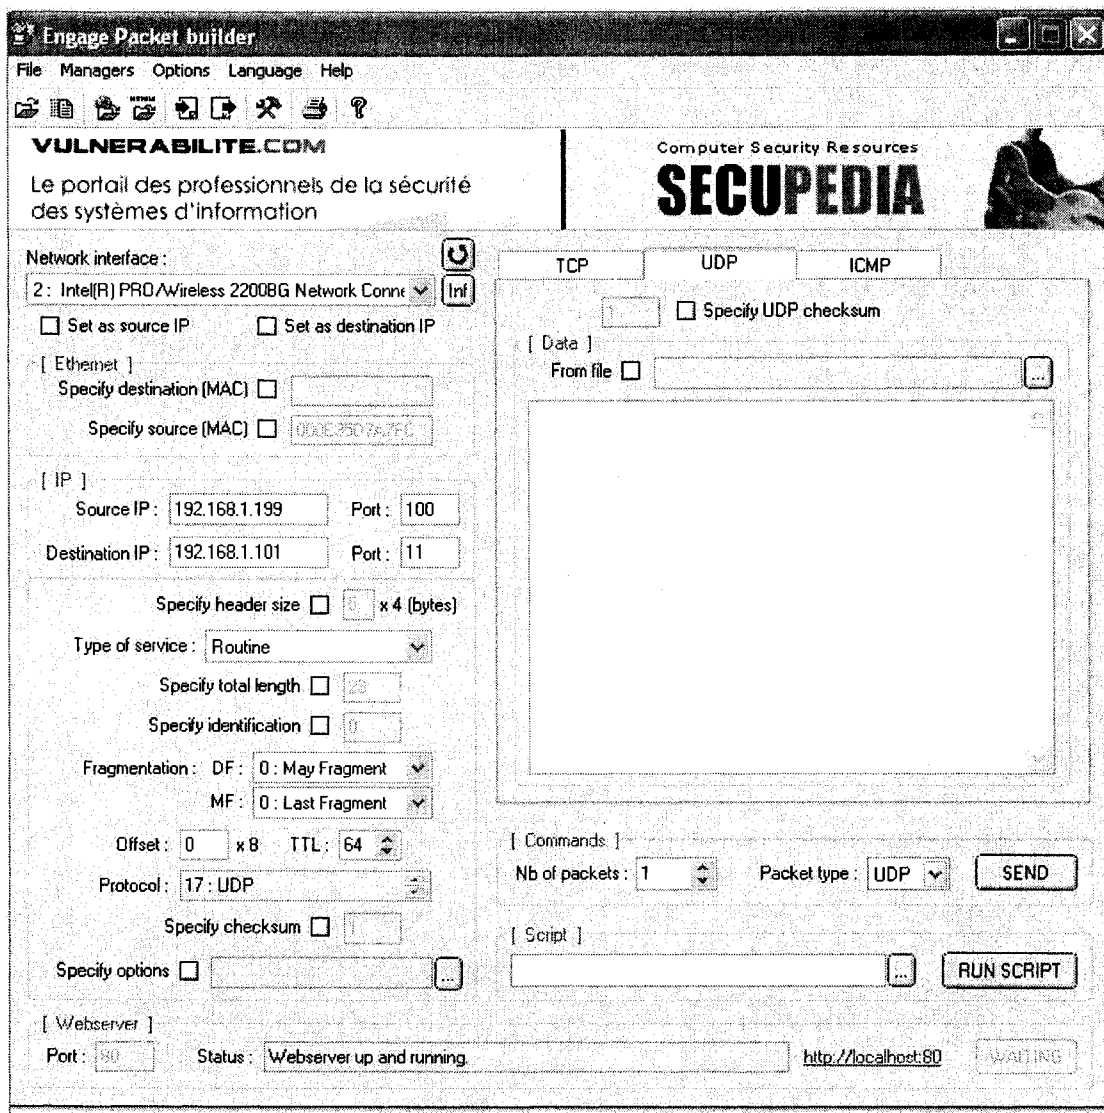 Engage Packet builder
File Managers Options Language Help
VULNERABILITE.COM
Le portail des professionnels de la sécurité
des systèmes d'information
Computer Security Resources
SECUPEDIA
Network interface :
2 : Intel(R) PRO/Wireless 2200BG Network Conne
Inf
Set as source IP Set as destination IP
[ Ethernet ]
Specify destination (MAC)
Specify source (MAC)
[ IP ]
Source IP : 192.168.1.199 Port : 100
Destination IP : 192.168.1.101 Port : 11
Specify header size 5 x 4 (bytes)
Type of service : Routine
Specify total length 28
Specify identification 0
Fragmentation : DF : 0 : May Fragment
MF : 0 : Last Fragment
Offset : 0 x 8 TTL : 64
Protocol : 17 : UDP
Specify checksum 1
Specify options ...
TCP UDP ICMP
1 Specify UDP checksum
[ Data ]
From file ...
[ Commands ]
Nb of packets : 1 Packet type : UDP SEND
[ Script ]
... RUN SCRIPT
[ Webserver ]
Port : 80 Status : Webserver up and running. http://localhost:80 WAITING